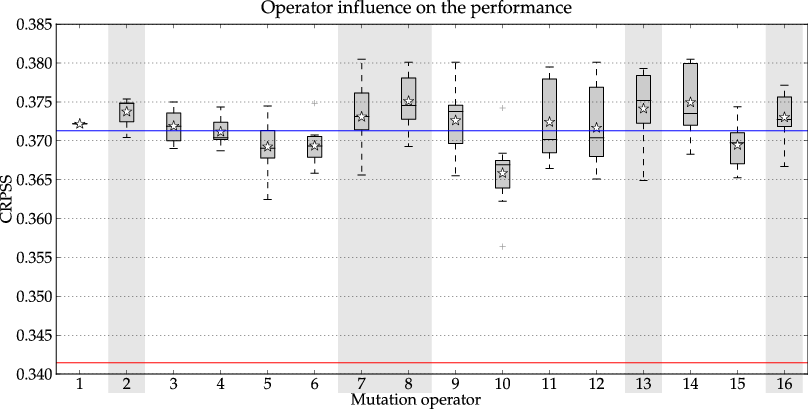 Operator influence on the performance
0.385
0.380
0.375
0.370
0.365
0.360
0.355
0.350
0.345
0.340
CRPSS
1 2 3 4 5 6 7 8 9 10 11 12 13 14 15 16
Mutation operator